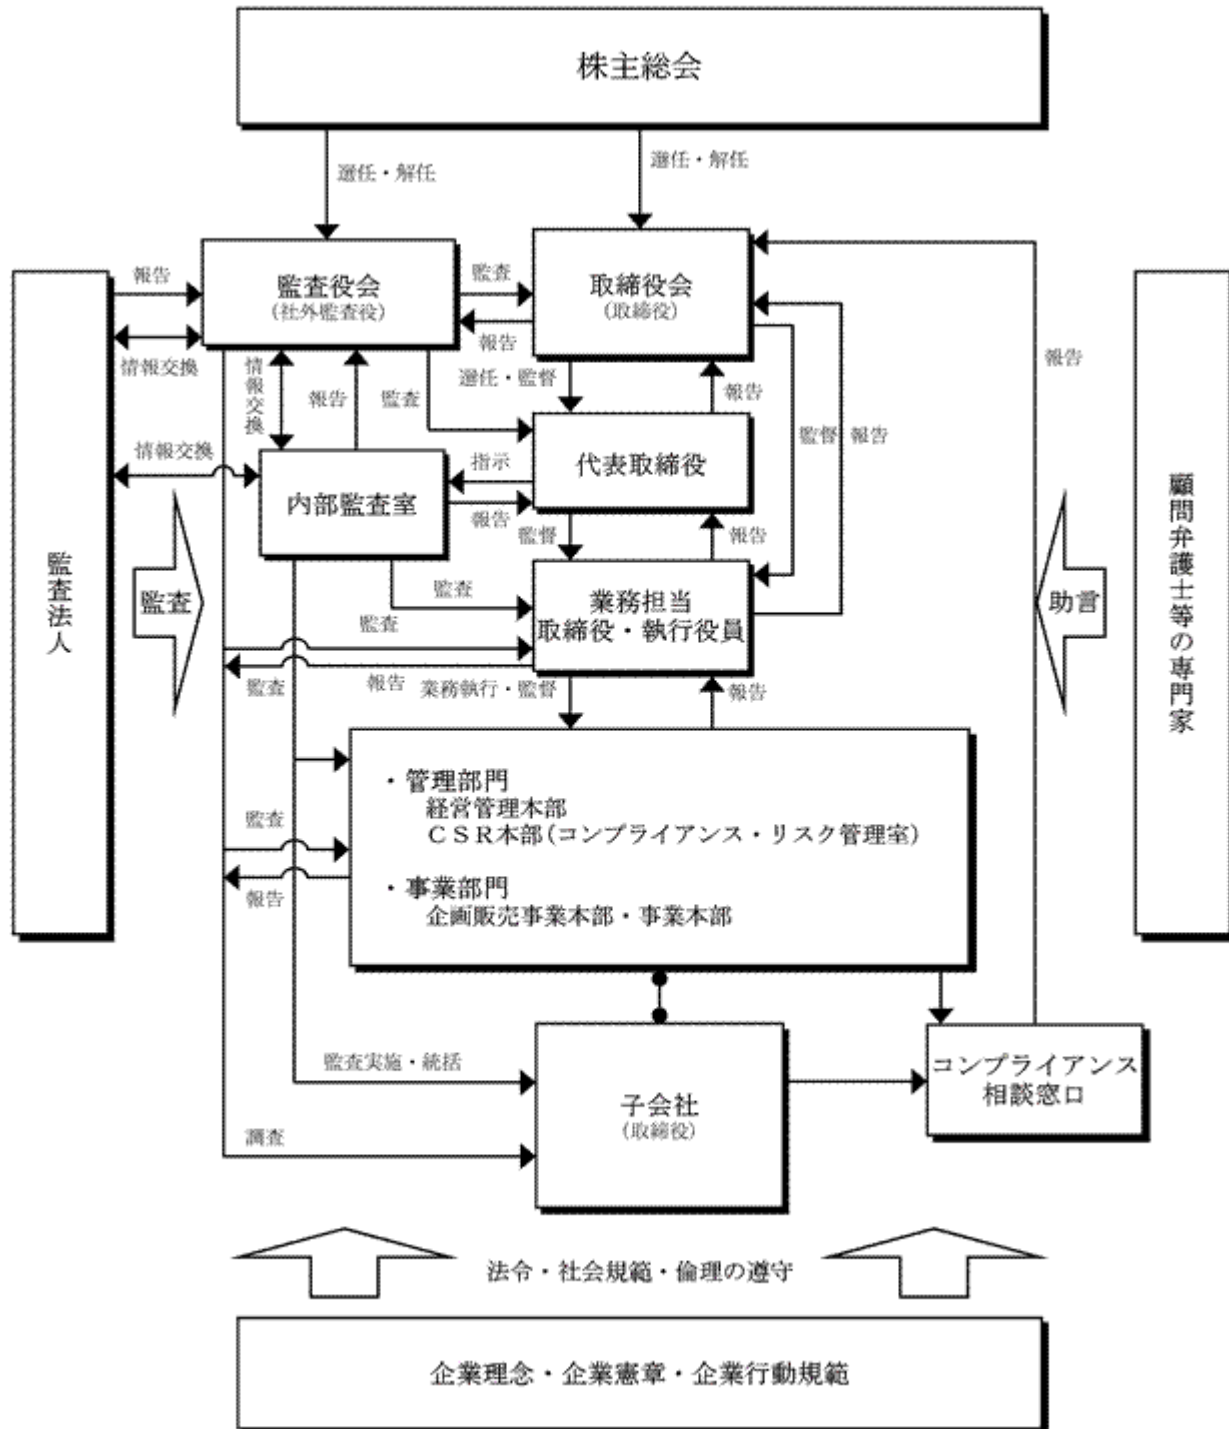 株主総会
選任・解任
選任・解任
監査役会
(社外監査役)
監査
報告
取締役会
(取締役)
報告
情報交換
情報交換
報告
監査
選任・監督
報告
監督
報告
報告
情報交換
内部監査室
指示
報告
代表取締役
監督
報告
監査法人
監査
顧問弁護士等の専門家
助言
監査
監査
業務担当
取締役・執行役員
監査
報告
業務執行・監督
報告
・管理部門
経営管理本部
CSR本部(コンプライアンス・リスク管理室)
・事業部門
企画販売事業本部・事業本部
監査
報告
監査実施・統括
調査
子会社
(取締役)
コンプライアンス
相談窓口
法令・社会規範・倫理の遵守
企業理念・企業憲章・企業行動規範